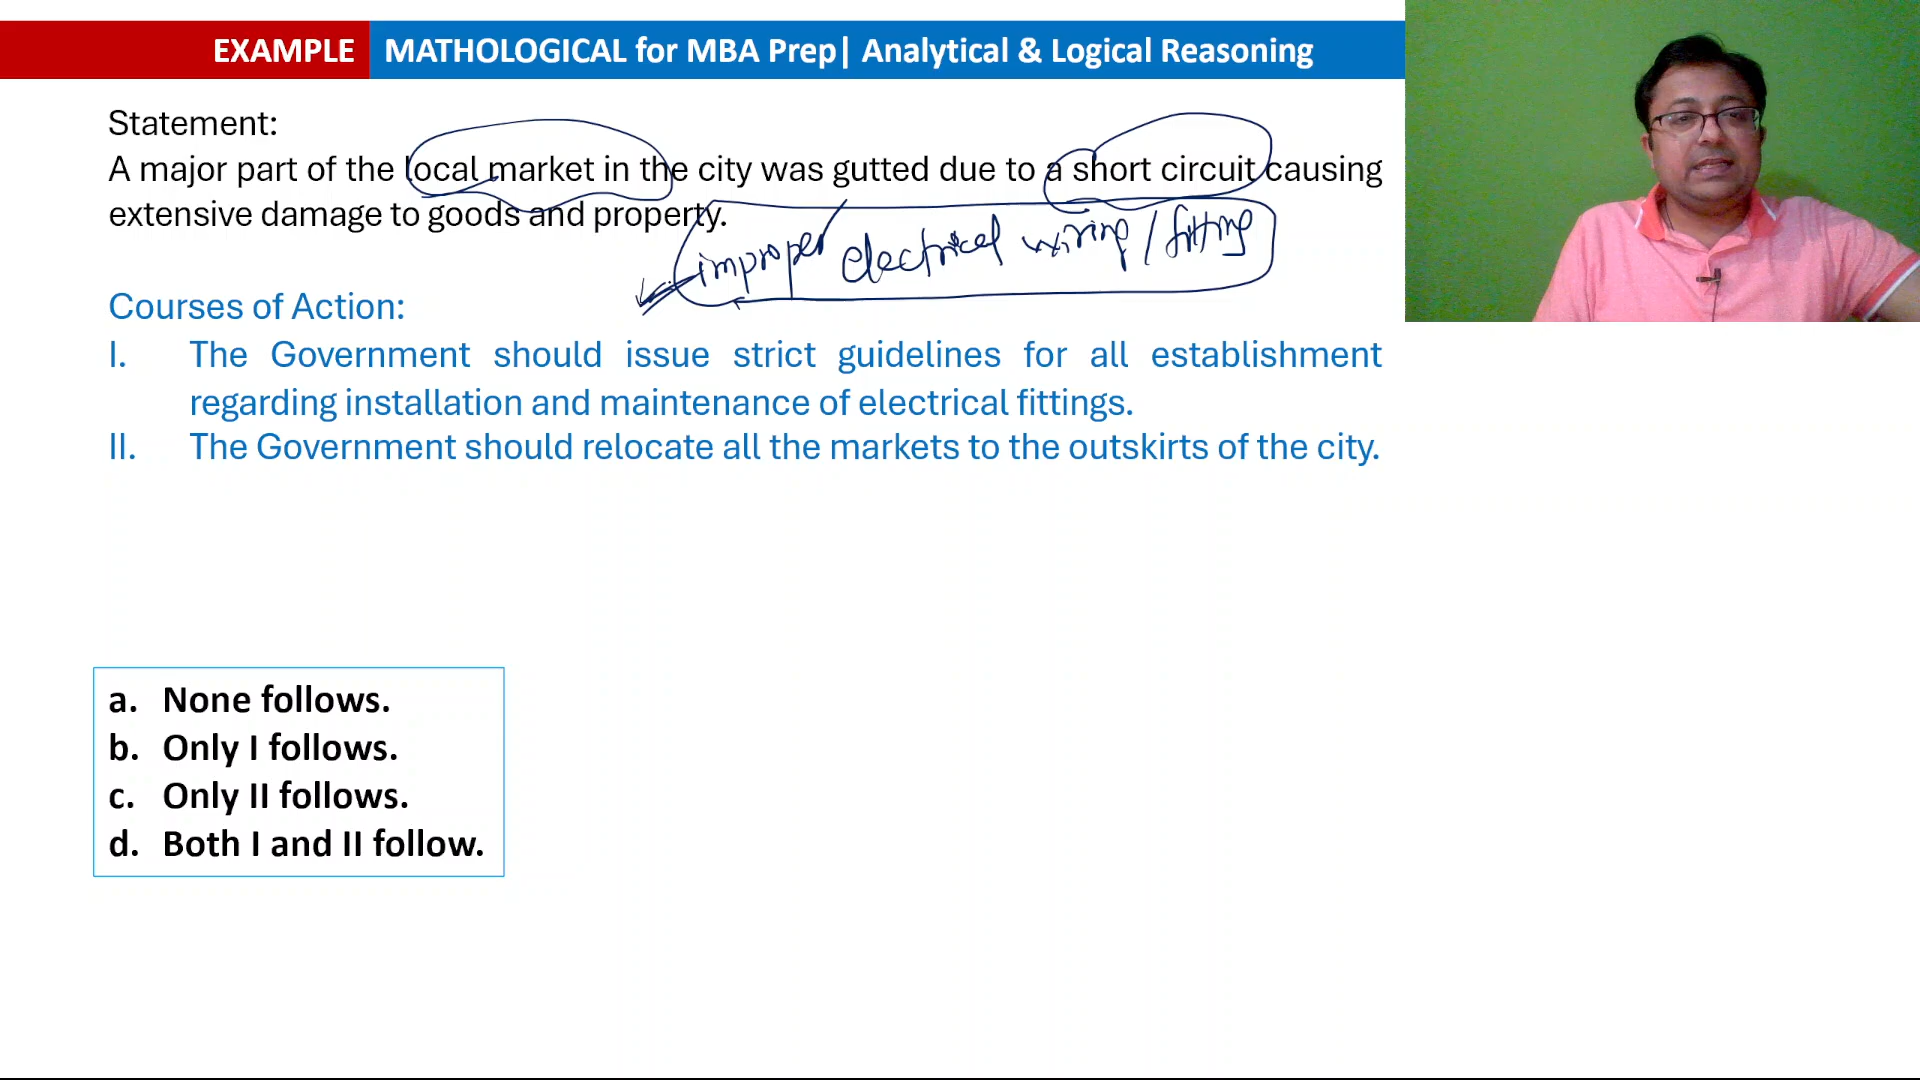 EXAMPLE MATHOLOGICAL for MBA Prep| Analytical & Logical Reasoning
Statement:
A major part of the local market in the city was gutted due to a short circuit causing
extensive damage to goods and property.
improper electrical wiring / fitting
Courses of Action:
I. The Government should issue strict guidelines for all establishment
regarding installation and maintenance of electrical fittings.
II. The Government should relocate all the markets to the outskirts of the city.
a. None follows.
b. Only I follows.
c. Only II follows.
d. Both I and II follow.